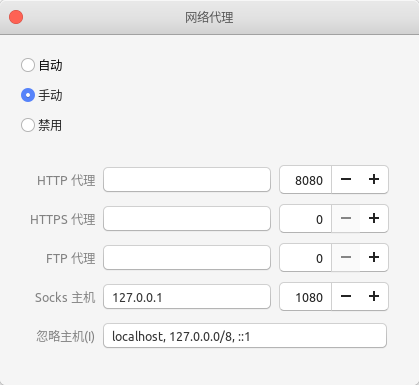 网络代理
自动
手动
禁用
HTTP 代理 8080
HTTPS 代理 0
FTP 代理 0
Socks 主机 127.0.0.1 1080
忽略主机(I) localhost, 127.0.0.0/8, ::1